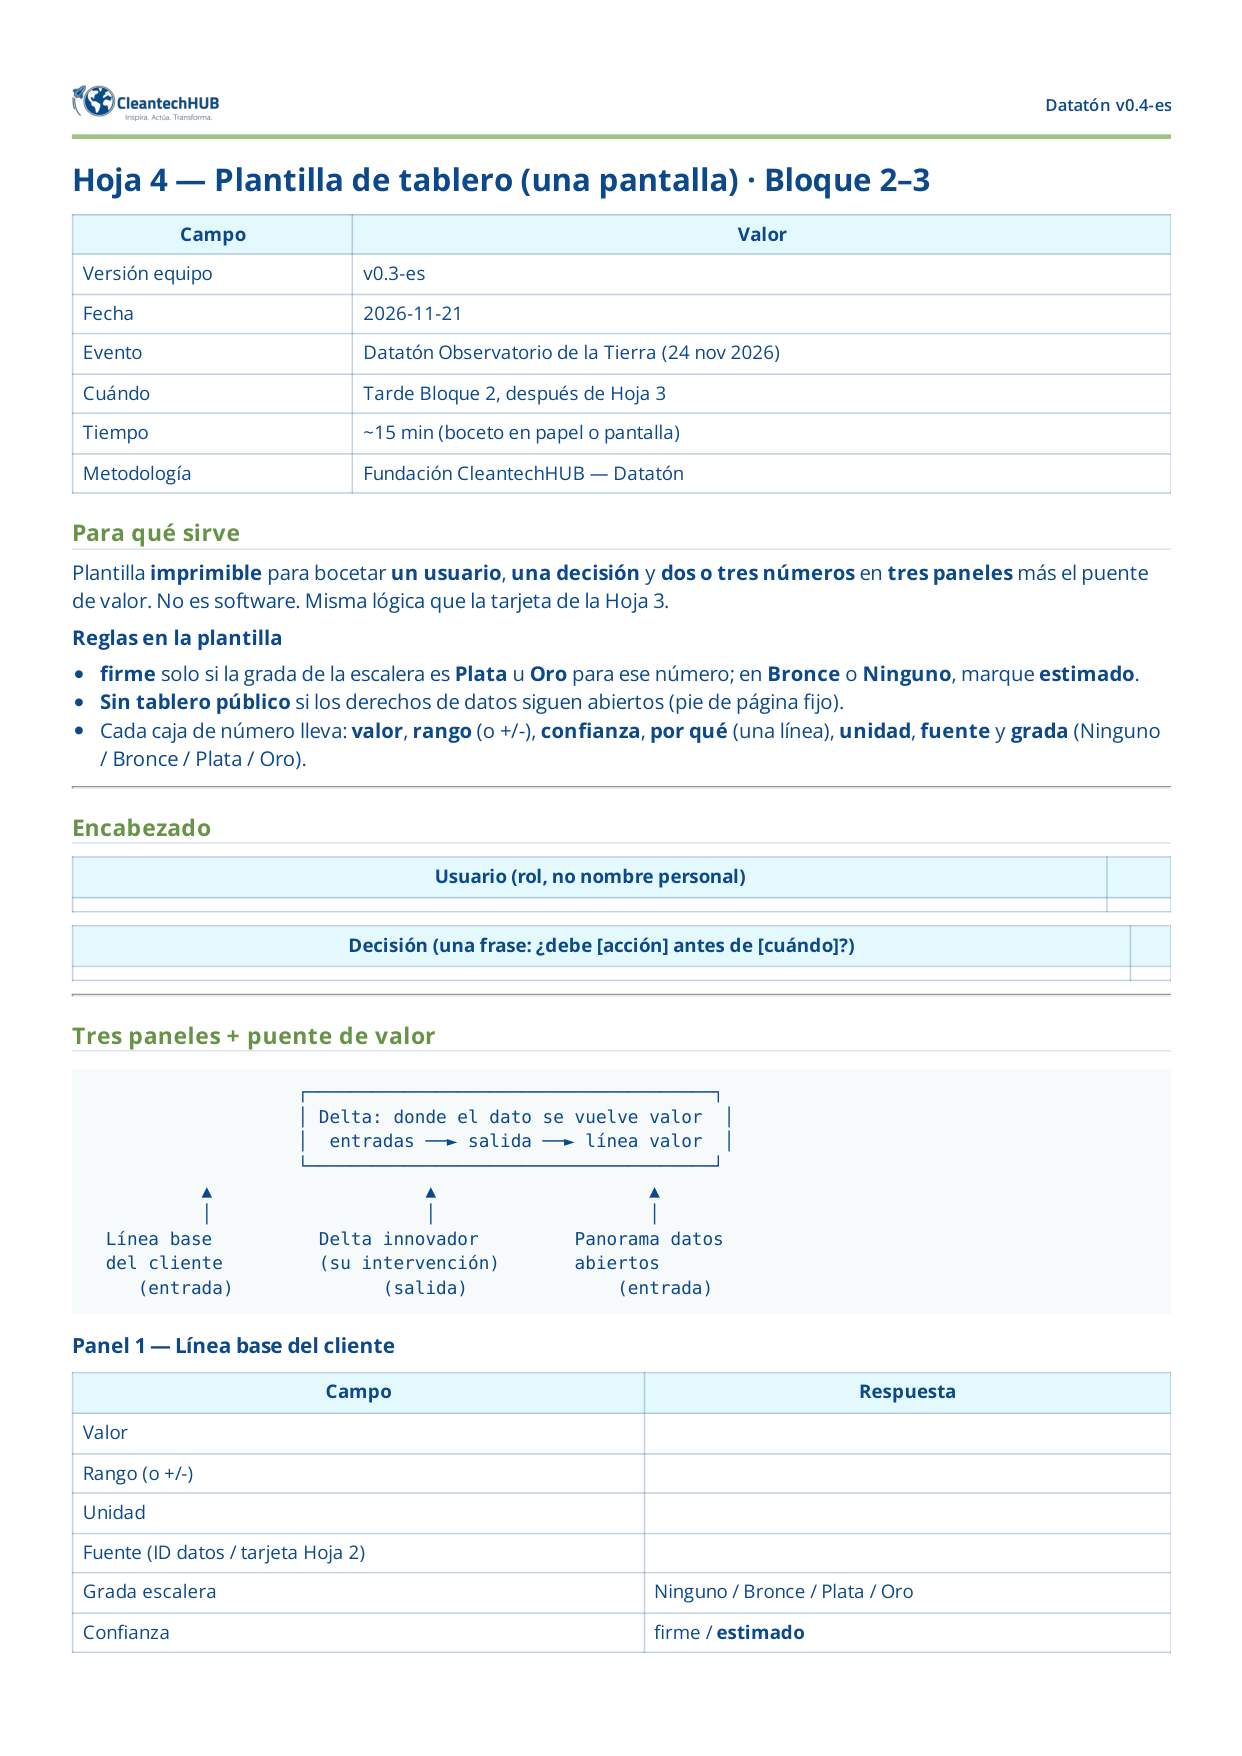 CleantechHUB
Inspira. Actúa. Transforma.
Datatón v0.4-es
Hoja 4 — Plantilla de tablero (una pantalla) · Bloque 2–3
Campo Valor
Versión equipo v0.3-es
Fecha 2026-11-21
Evento Datatón Observatorio de la Tierra (24 nov 2026)
Cuándo Tarde Bloque 2, después de Hoja 3
Tiempo ~15 min (boceto en papel o pantalla)
Metodología Fundación CleantechHUB — Datatón
Para qué sirve
Plantilla imprimible para bocetar un usuario, una decisión y dos o tres números en tres paneles más el puente
de valor. No es software. Misma lógica que la tarjeta de la Hoja 3.
Reglas en la plantilla
• firme solo si la grada de la escalera es Plata u Oro para ese número; en Bronce o Ninguno, marque estimado.
• Sin tablero público si los derechos de datos siguen abiertos (pie de página fijo).
• Cada caja de número lleva: valor, rango (o +/-), confianza, por qué (una línea), unidad, fuente y grada (Ninguno
/ Bronce / Plata / Oro).
Encabezado
Usuario (rol, no nombre personal)
Decisión (una frase: ¿debe [acción] antes de [cuándo]?)
Tres paneles + puente de valor
Delta: donde el dato se vuelve valor
entradas ──► salida ──► línea valor
▲ ▲ ▲
Línea base Delta innovador Panorama datos
del cliente (su intervención) abiertos
(entrada) (salida) (entrada)
Panel 1 — Línea base del cliente
Campo Respuesta
Valor
Rango (o +/-)
Unidad
Fuente (ID datos / tarjeta Hoja 2)
Grada escalera Ninguno / Bronce / Plata / Oro
Confianza firme / estimado